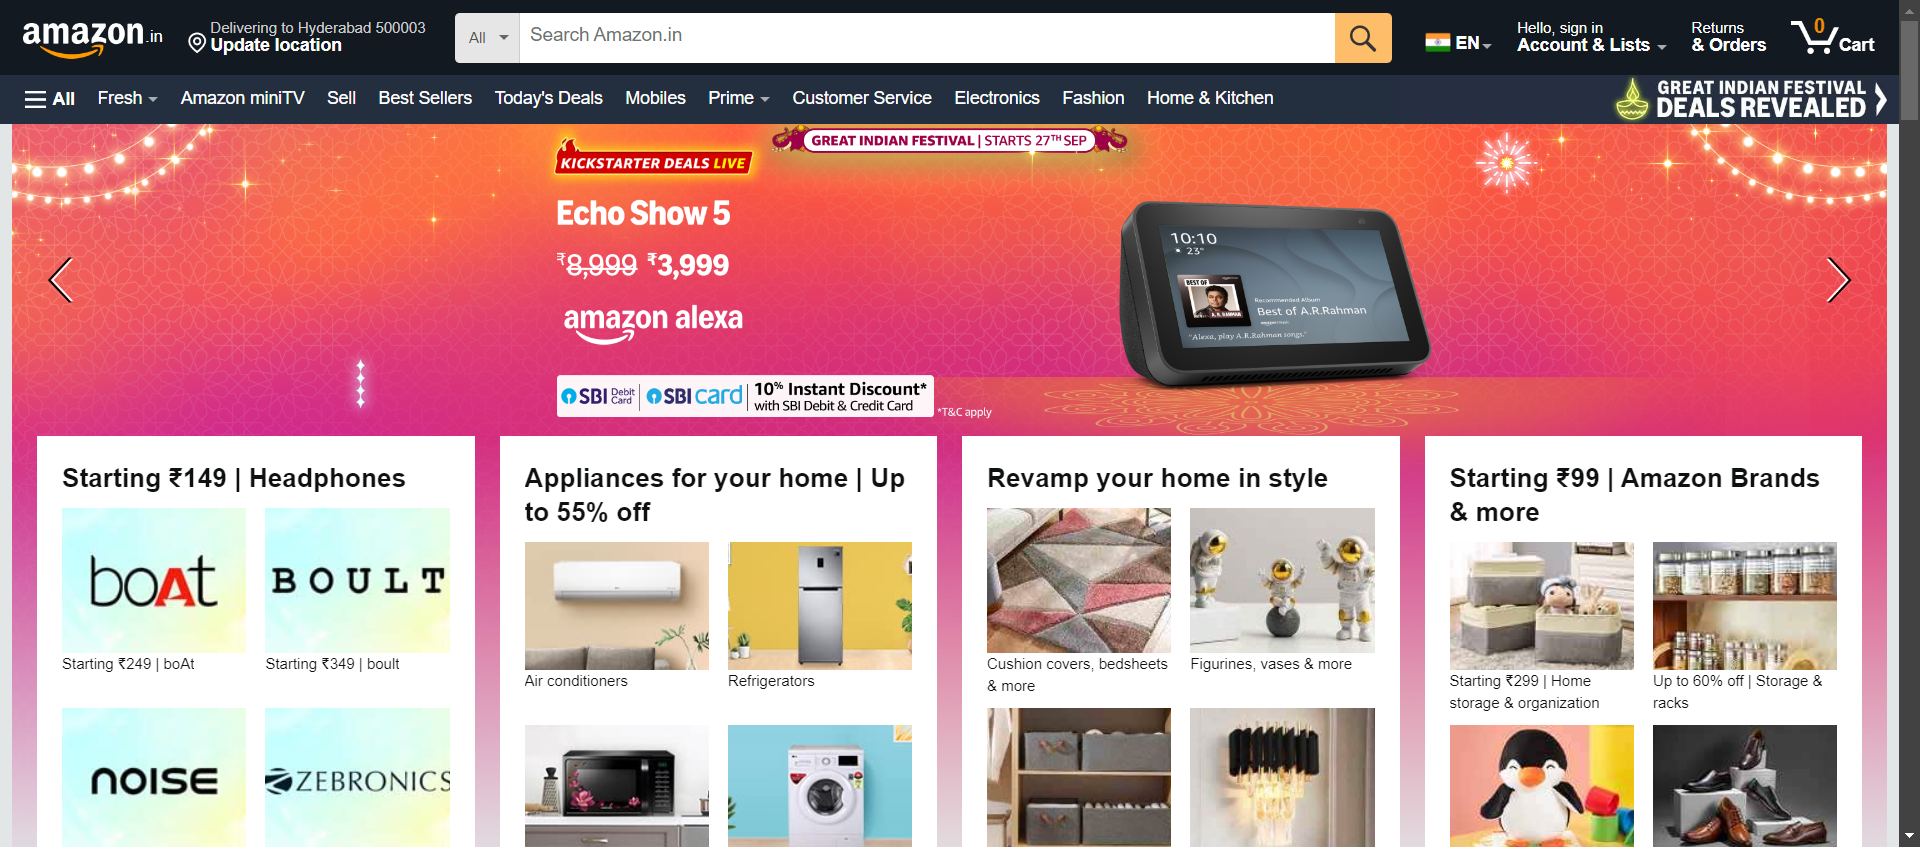 amazon.in
Delivering to Hyderabad 500003
Update location
All
Search Amazon.in
EN
Hello, sign in
Account & Lists
Returns
& Orders
0
Cart
All
Fresh
Amazon miniTV
Sell
Best Sellers
Today's Deals
Mobiles
Prime
Customer Service
Electronics
Fashion
Home & Kitchen
GREAT INDIAN FESTIVAL
DEALS REVEALED
GREAT INDIAN FESTIVAL | STARTS 27TH SEP
KICKSTARTER DEALS LIVE
Echo Show 5
₹8,999 ₹3,999
amazon alexa
SBI Debit Card | SBI card | 10% Instant Discount*
with SBI Debit & Credit Card
*T&C apply
10:10
23°
BEST OF
A. R. RAHMAN
Recommended Album
Best of A.R.Rahman
amazon music
"Alexa, play A.R.Rahman songs."
Starting ₹149 | Headphones
boAt
BOULT
Starting ₹249 | boAt
Starting ₹349 | boult
noise
ZEBRONICS
Appliances for your home | Up
to 55% off
Air conditioners
Refrigerators
Revamp your home in style
Cushion covers, bedsheets
& more
Figurines, vases & more
Starting ₹99 | Amazon Brands
& more
Starting ₹299 | Home
storage & organization
Up to 60% off | Storage &
racks